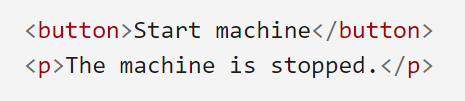 <button>Start machine</button>
<p>The machine is stopped.</p>